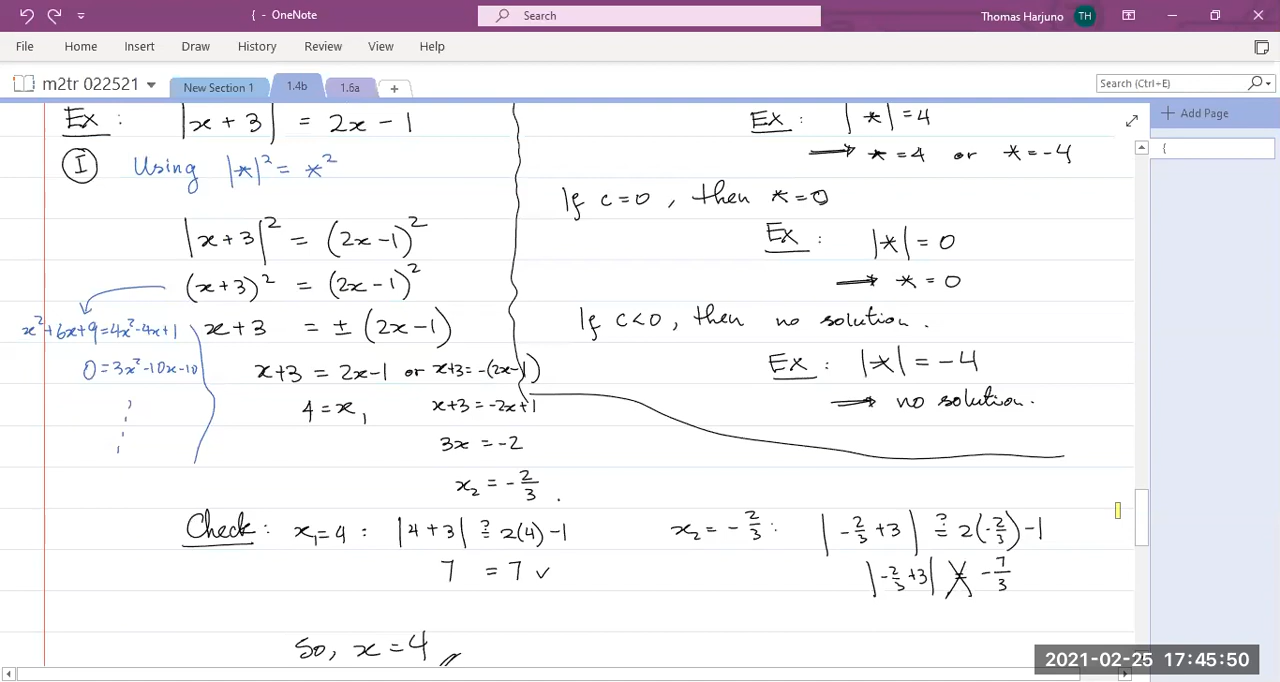 { - OneNote
Search
Thomas Harjuno TH
File Home Insert Draw History Review View Help
m2tr 022521
New Section 1
1.4b
1.6a
+
Search (Ctrl+E)
+ Add Page
{
Ex : |x + 3| = 2x - 1
I Using |*|² = *²
|x + 3|² = (2x - 1)²
(x + 3)² = (2x - 1)²
x² + 6x + 9 = 4x² - 4x + 1
0 = 3x² - 10x - 10
x + 3 = ± (2x - 1)
x + 3 = 2x - 1 or x + 3 = -(2x - 1)
4 = x₁
x + 3 = -2x + 1
3x = -2
x₂ = -2/3 .
Ex : |*| = 4
⟹ * = 4 or * = -4
If c = 0 , then * = 0
Ex : |*| = 0
⟹ * = 0
If c < 0 , then no solution .
Ex : |*| = -4
⟹ no solution .
Check : x₁ = 4 : |4 + 3| ≟ 2(4) - 1
7 = 7 ✓
x₂ = -2/3 : |-2/3 + 3| ≟ 2(-2/3) - 1
|-2/3 + 3| ≠ -7/3
So, x = 4
2021-02-25 17:45:50